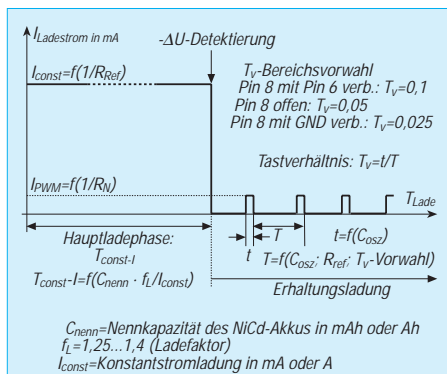 I_Ladestrom in mA
-ΔU-Detektierung
I_const=f(1/R_Ref)
T_v-Bereichsvorwahl
Pin 8 mit Pin 6 verb.: T_v=0,1
Pin 8 offen: T_v=0,05
Pin 8 mit GND verb.: T_v=0,025
Tastverhältnis: T_v=t/T
I_PWM=f(1/R_N)
T_Lade
Hauptladephase:
T_const-I
T_const-I=f(C_nenn · f_L/I_const)
t
T
t=f(C_osz)
T=f(C_osz; R_ref; T_v-Vorwahl)
Erhaltungsladung
C_nenn=Nennkapazität des NiCd-Akkus in mAh oder Ah
f_L=1,25...1,4 (Ladefaktor)
I_const=Konstantstromladung in mA oder A